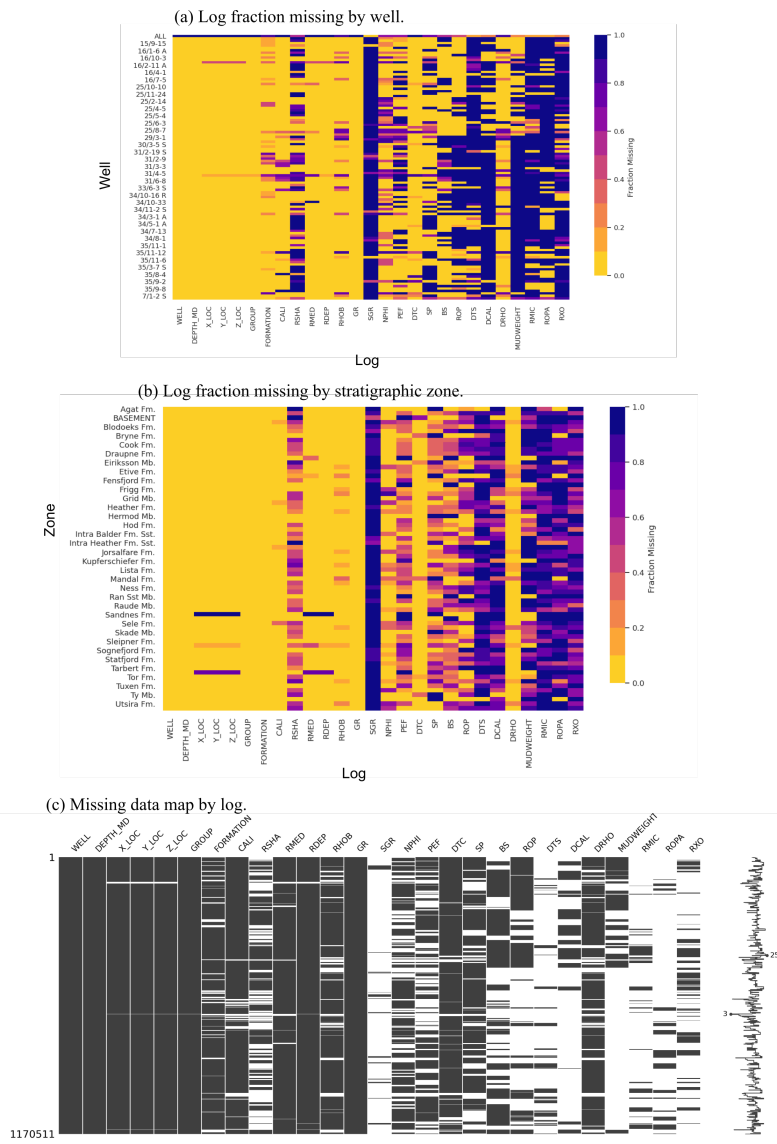 (a) Log fraction missing by well.
ALL
15/9-15
16/1-6 A
16/10-3
16/2-11 A
16/4-1
16/7-5
25/10-10
25/11-24
25/2-14
25/4-5
25/5-4
25/6-3
25/8-7
29/3-1
30/3-5 S
31/2-19 S
31/2-9
31/3-3
31/4-5
31/6-8
33/6-3 S
34/10-16 R
34/10-33
34/11-2 S
34/3-1 A
34/5-1 A
34/7-13
34/8-1
35/11-1
35/11-12
35/11-6
35/3-7 S
35/8-4
35/9-2
35/9-8
7/1-2 S
Well
1.0
0.8
0.6
0.4
0.2
0.0
Fraction Missing
WELL DEPTH_MD X_LOC Y_LOC Z_LOC GROUP FORMATION CALI RSHA RMED RDEP RHOB GR SGR NPHI PEF DTC SP BS ROP DTS DCAL DRHO MUDWEIGHT RMIC ROPA RXO
Log
(b) Log fraction missing by stratigraphic zone.
Agat Fm.
BASEMENT
Blodoeks Fm.
Bryne Fm.
Cook Fm.
Draupne Fm.
Eiriksson Mb.
Etive Fm.
Fensfjord Fm.
Frigg Fm.
Grid Mb.
Heather Fm.
Hermod Mb.
Hod Fm.
Intra Balder Fm. Sst.
Intra Heather Fm. Sst.
Jorsalfare Fm.
Kupferschiefer Fm.
Lista Fm.
Mandal Fm.
Ness Fm.
Ran Sst Mb.
Raude Mb.
Sandnes Fm.
Sele Fm.
Skade Mb.
Sleipner Fm.
Sognefjord Fm.
Statfjord Fm.
Tarbert Fm.
Tor Fm.
Tuxen Fm.
Ty Mb.
Utsira Fm.
Zone
1.0
0.8
0.6
0.4
0.2
0.0
Fraction Missing
WELL DEPTH_MD X_LOC Y_LOC Z_LOC GROUP FORMATION CALI RSHA RMED RDEP RHOB GR SGR NPHI PEF DTC SP BS ROP DTS DCAL DRHO MUDWEIGHT RMIC ROPA RXO
Log
(c) Missing data map by log.
WELL DEPTH_MD X_LOC Y_LOC Z_LOC GROUP FORMATION CALI RSHA RMED RDEP RHOB GR SGR NPHI PEF DTC SP BS ROP DTS DCAL DRHO MUDWEIGHT RMIC ROPA RXO
1
25
3
1170511